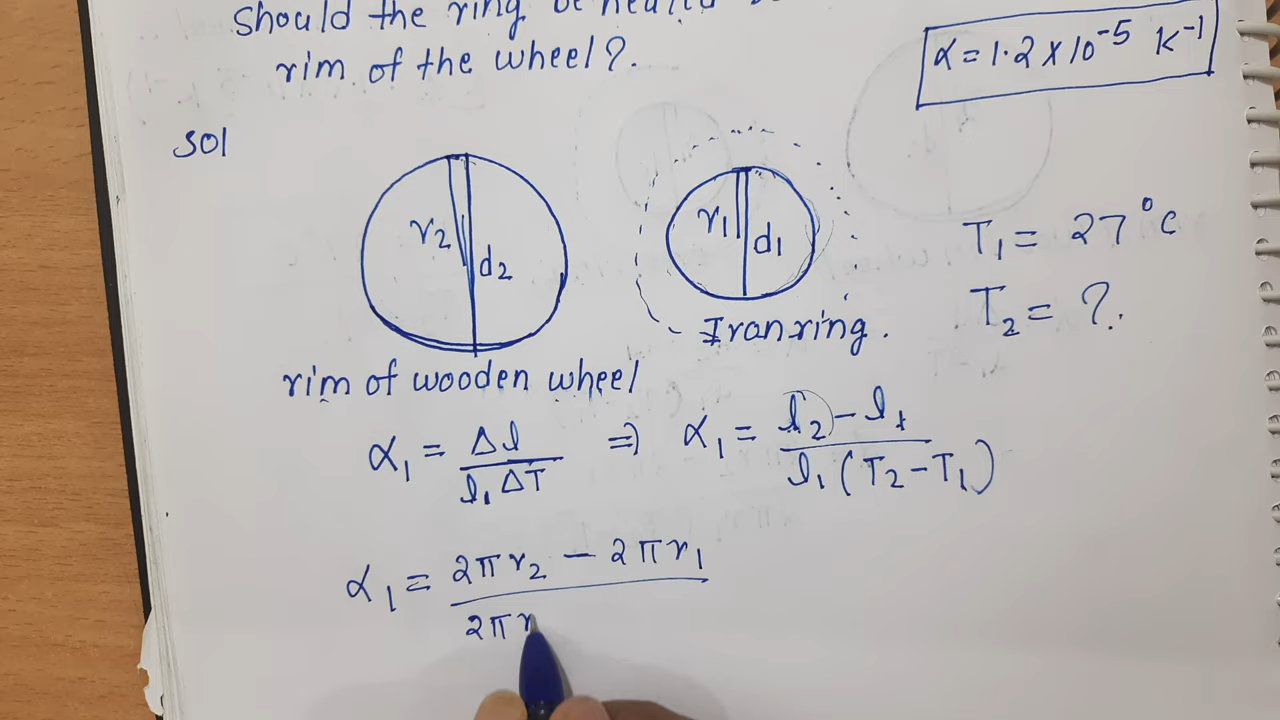 should the ring be heated
rim of the wheel?.
α = 1.2 × 10⁻⁵ K⁻¹
sol
r₂
d₂
r₁
d₁
T₁ = 27°c
T₂ = ?.
Iron ring.
rim of wooden wheel
α₁ = Δl / l₁ ΔT ⇒ α₁ = l₂ - l₁ / l₁ (T₂ - T₁)
α₁ = 2πr₂ - 2πr₁ / 2πr